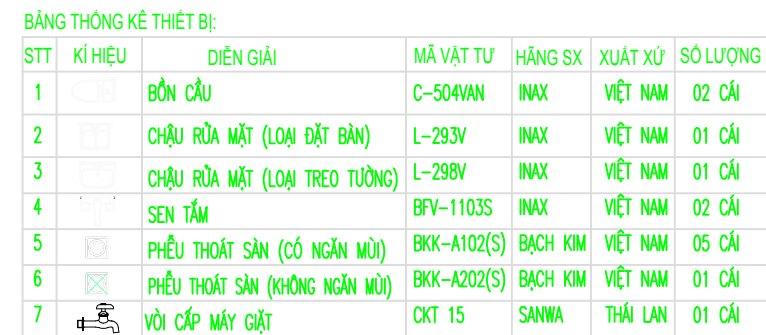 BẢNG THỐNG KÊ THIẾT BỊ:
STT KÍ HIỆU DIỄN GIẢI MÃ VẬT TƯ HÃNG SX XUẤT XỨ SỐ LƯỢNG
1 BỒN CẦU C-504VAN INAX VIỆT NAM 02 CÁI
2 CHẬU RỬA MẶT (LOẠI ĐẶT BÀN) L-293V INAX VIỆT NAM 01 CÁI
3 CHẬU RỬA MẶT (LOẠI TREO TƯỜNG) L-298V INAX VIỆT NAM 01 CÁI
4 SEN TẮM BFV-1103S INAX VIỆT NAM 02 CÁI
5 PHỄU THOÁT SÀN (CÓ NGĂN MÙI) BKK-A102(S) BẠCH KIM VIỆT NAM 05 CÁI
6 PHỄU THOÁT SÀN (KHÔNG NGĂN MÙI) BKK-A202(S) BẠCH KIM VIỆT NAM 01 CÁI
7 VÒI CẤP MÁY GIẶT CKT 15 SANWA THÁI LAN 01 CÁI